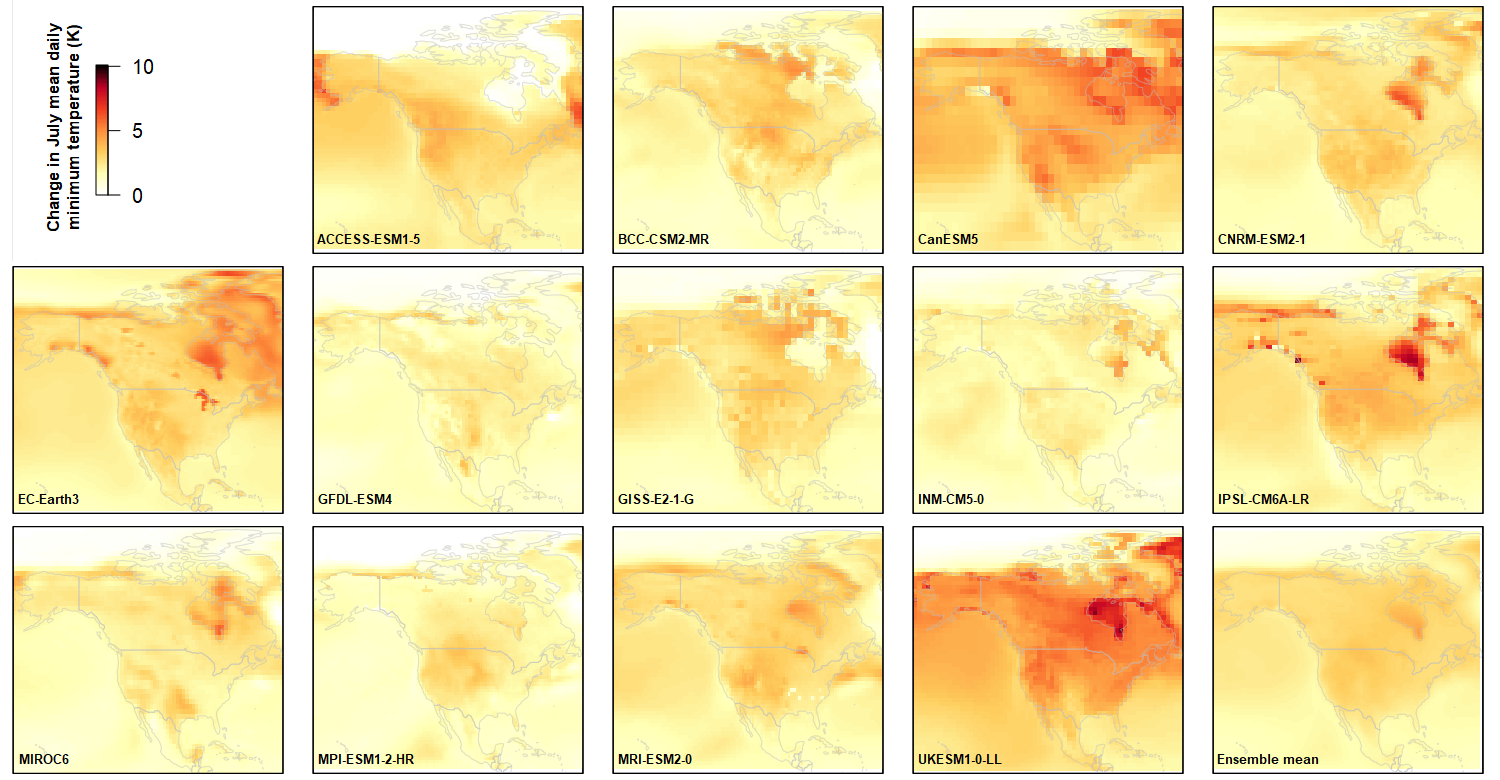 Change in July mean daily
minimum temperature (K)
10
5
0
ACCESS-ESM1-5
BCC-CSM2-MR
CanESM5
CNRM-ESM2-1
EC-Earth3
GFDL-ESM4
GISS-E2-1-G
INM-CM5-0
IPSL-CM6A-LR
MIROC6
MPI-ESM1-2-HR
MRI-ESM2-0
UKESM1-0-LL
Ensemble mean